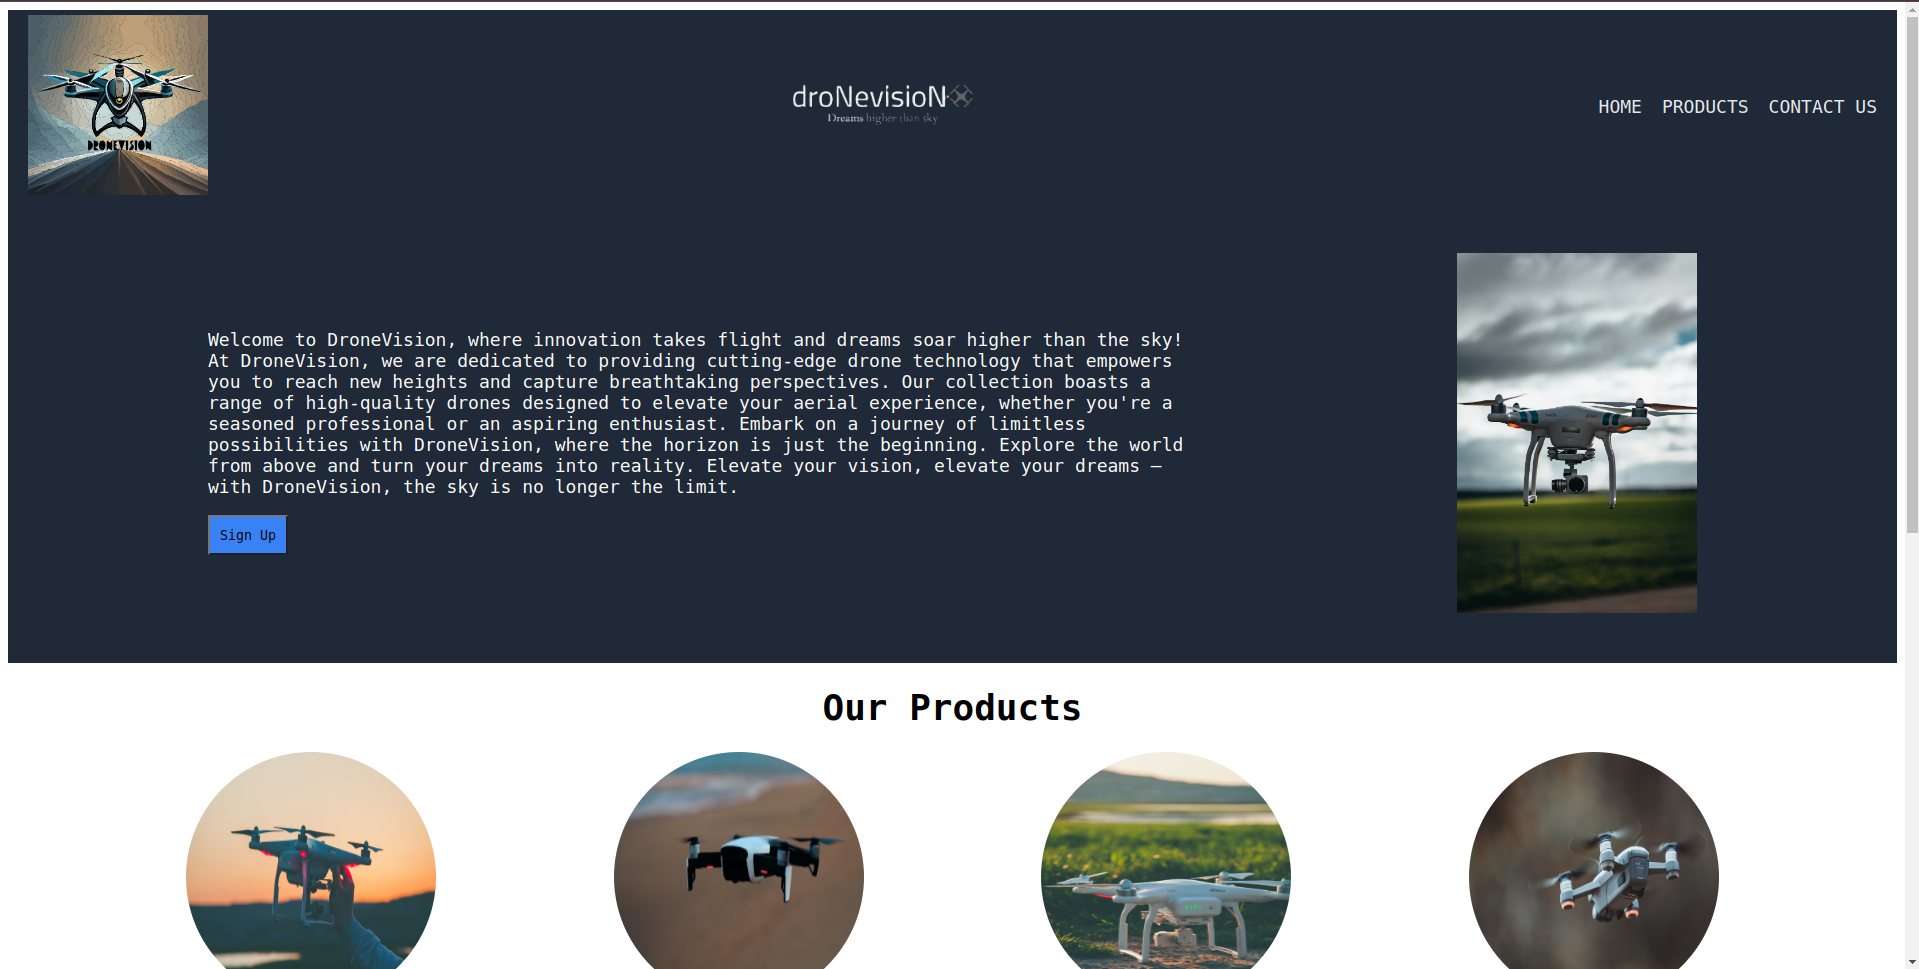 DRONEVISION
droNevisioN
Dreams higher than sky
HOME PRODUCTS CONTACT US
Welcome to DroneVision, where innovation takes flight and dreams soar higher than the sky!
At DroneVision, we are dedicated to providing cutting-edge drone technology that empowers
you to reach new heights and capture breathtaking perspectives. Our collection boasts a
range of high-quality drones designed to elevate your aerial experience, whether you're a
seasoned professional or an aspiring enthusiast. Embark on a journey of limitless
possibilities with DroneVision, where the horizon is just the beginning. Explore the world
from above and turn your dreams into reality. Elevate your vision, elevate your dreams –
with DroneVision, the sky is no longer the limit.
Sign Up
Our Products